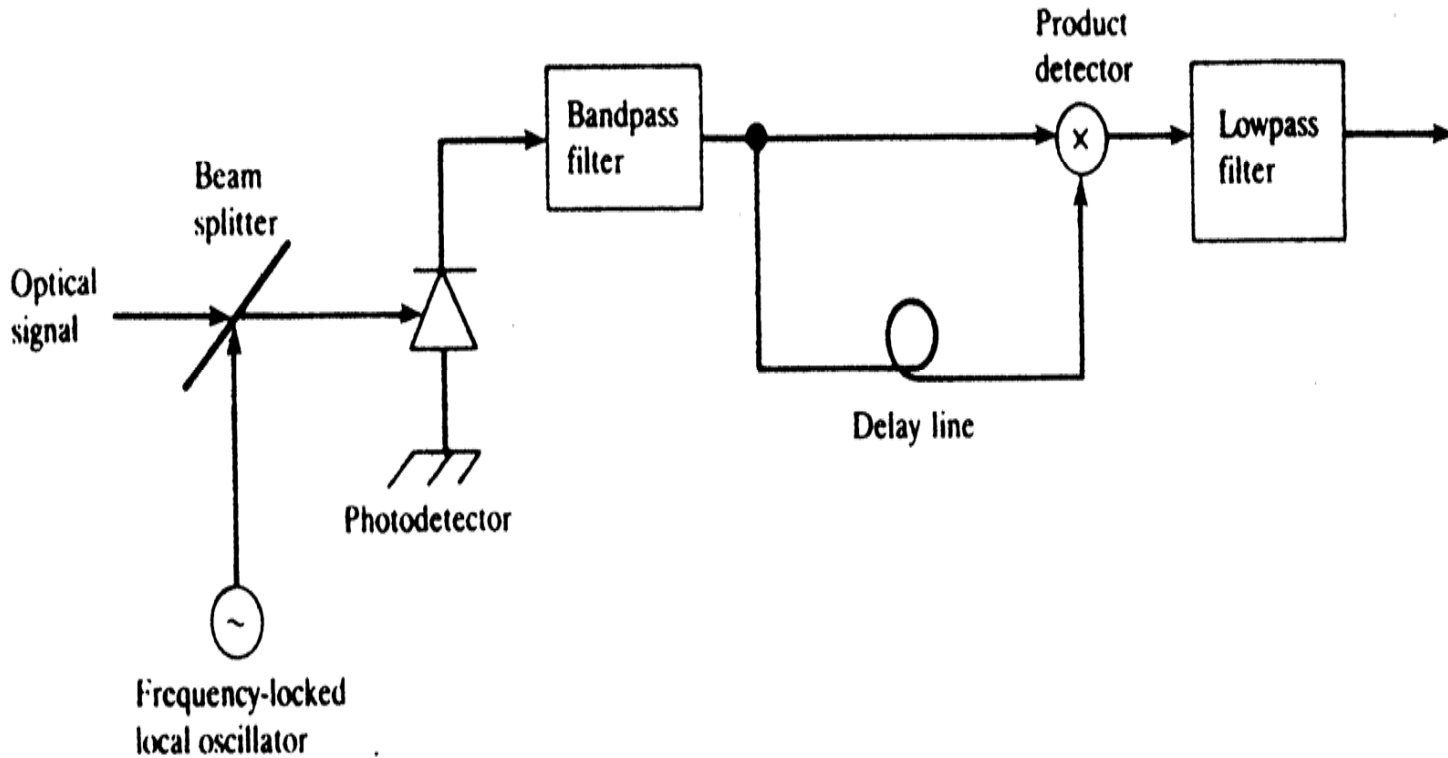 Product
detector
Bandpass
filter
Lowpass
filter
Beam
splitter
Optical
signal
Delay line
Photodetector
Frequency-locked
local oscillator